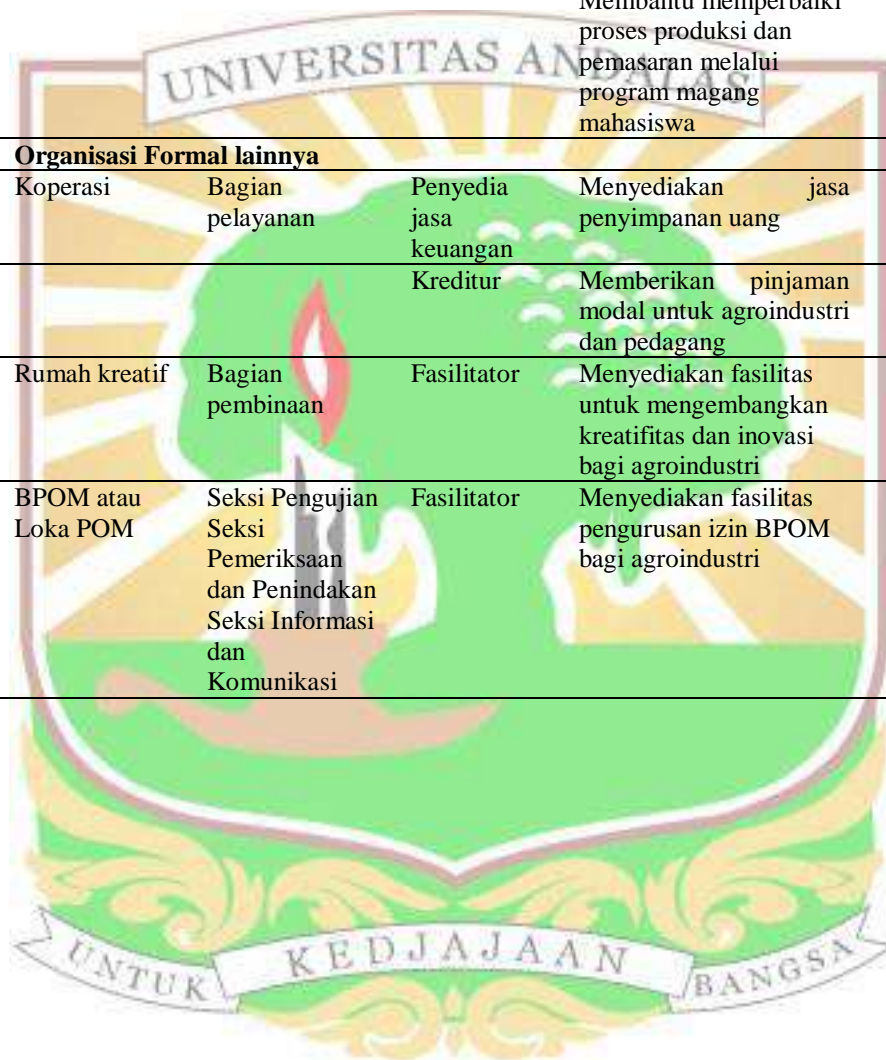 Membantu memperbaiki
proses produksi dan
pemasaran melalui
program magang
mahasiswa
UNIVERSITAS ANDALAS
Organisasi Formal lainnya
Koperasi Bagian Penyedia Menyediakan jasa
pelayanan jasa penyimpanan uang
keuangan
Kreditur Memberikan pinjaman
modal untuk agroindustri
dan pedagang
Rumah kreatif Bagian Fasilitator Menyediakan fasilitas
pembinaan untuk mengembangkan
kreatifitas dan inovasi
bagi agroindustri
BPOM atau Seksi Pengujian Fasilitator Menyediakan fasilitas
Loka POM Seksi pengurusan izin BPOM
Pemeriksaan bagi agroindustri
dan Penindakan
Seksi Informasi
dan
Komunikasi
UNTUK KEDJAJAAN BANGSA